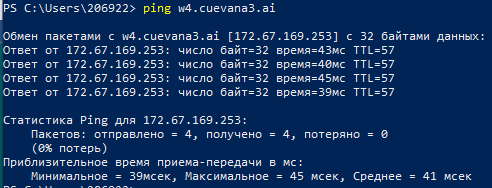 PS C:\Users\206922> ping w4.cuevana3.ai
Обмен пакетами с w4.cuevana3.ai [172.67.169.253] с 32 байтами данных:
Ответ от 172.67.169.253: число байт=32 время=43мс TTL=57
Ответ от 172.67.169.253: число байт=32 время=40мс TTL=57
Ответ от 172.67.169.253: число байт=32 время=45мс TTL=57
Ответ от 172.67.169.253: число байт=32 время=39мс TTL=57
Статистика Ping для 172.67.169.253:
Пакетов: отправлено = 4, получено = 4, потеряно = 0
(0% потерь)
Приблизительное время приема-передачи в мс:
Минимальное = 39мсек, Максимальное = 45 мсек, Среднее = 41 мсек